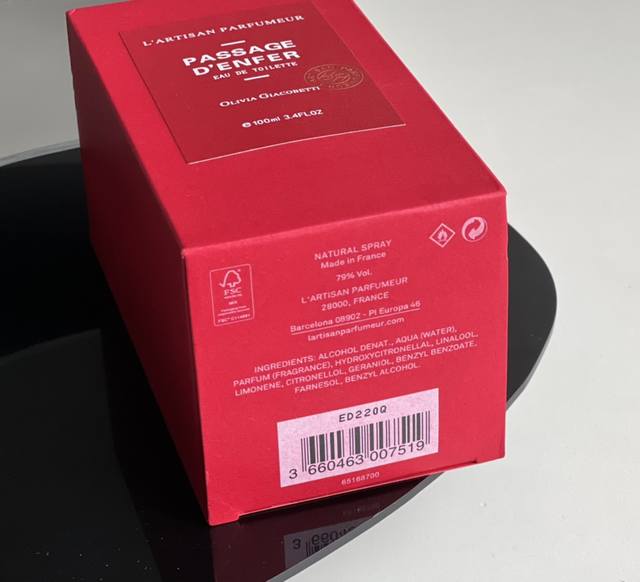 L'ARTISAN PARFUMEUR
PASSAGE
D'ENFER
EAU DE TOILETTE
OLIVIA GIACOBETTI
e 100ml 3.4FL.OZ
NATURAL SPRAY
Made in France
79% Vol.
L'ARTISAN PARFUMEUR
28000, FRANCE
Barcelona 08902 - Pl Europa 46
lartisanparfumeur.com
FSC
INGREDIENTS: ALCOHOL DENAT., AQUA (WATER),
PARFUM (FRAGRANCE), HYDROXYCITRONELLAL, LINALOOL,
LIMONENE, CITRONELLOL, GERANIOL, BENZYL BENZOATE,
FARNESOL, BENZYL ALCOHOL.
ED220Q
3 660463 007519
65168700